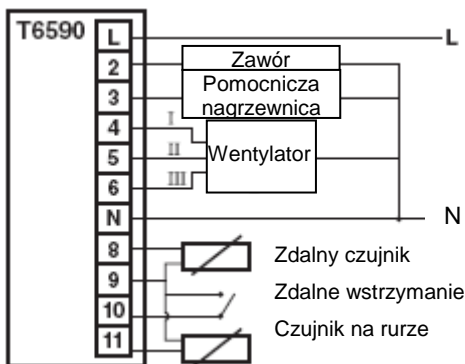 T6590
L
L
2
Zawór
3
Pomocnicza
nagrzewnica
4
I
5
II
Wentylator
6
III
N
N
8
Zdalny czujnik
9
10
Zdalne wstrzymanie
11
Czujnik na rurze